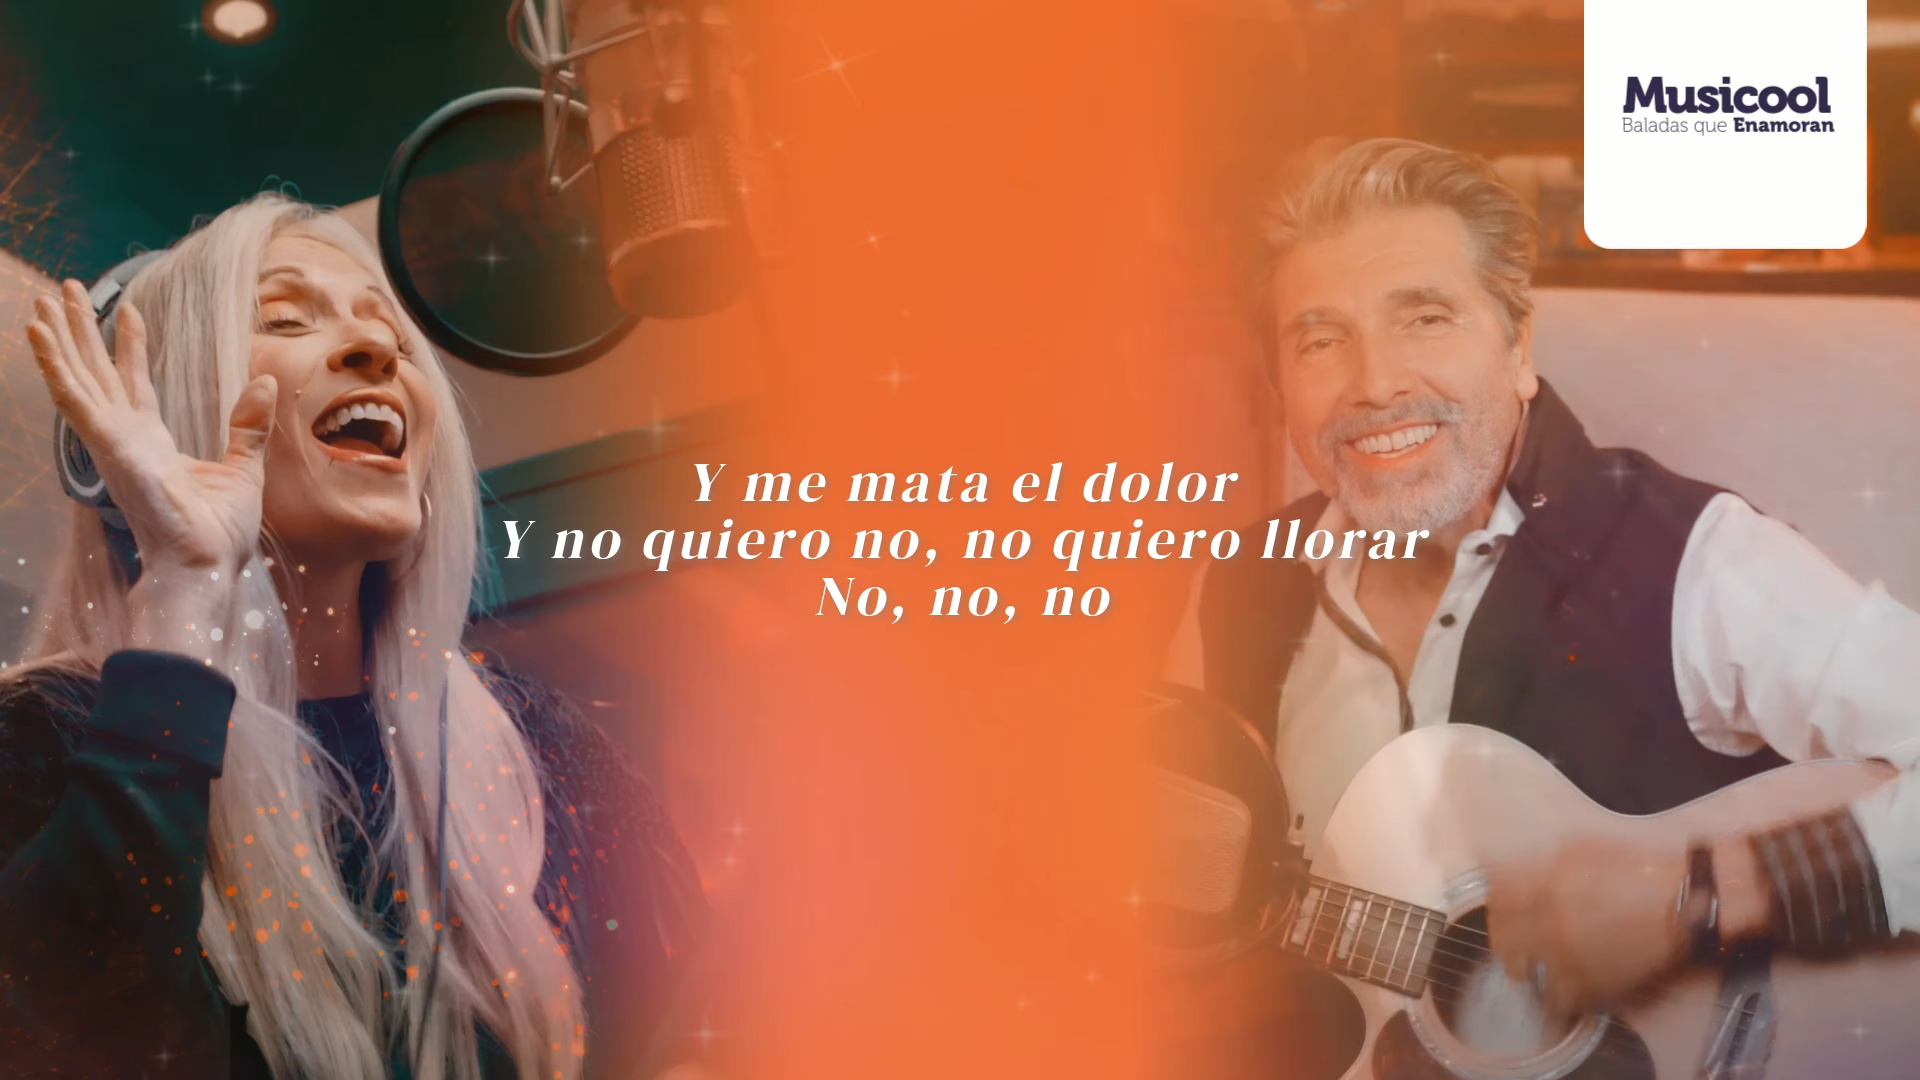 Musicool
Baladas que Enamoran
Y me mata el dolor
Y no quiero no, no quiero llorar
No, no, no